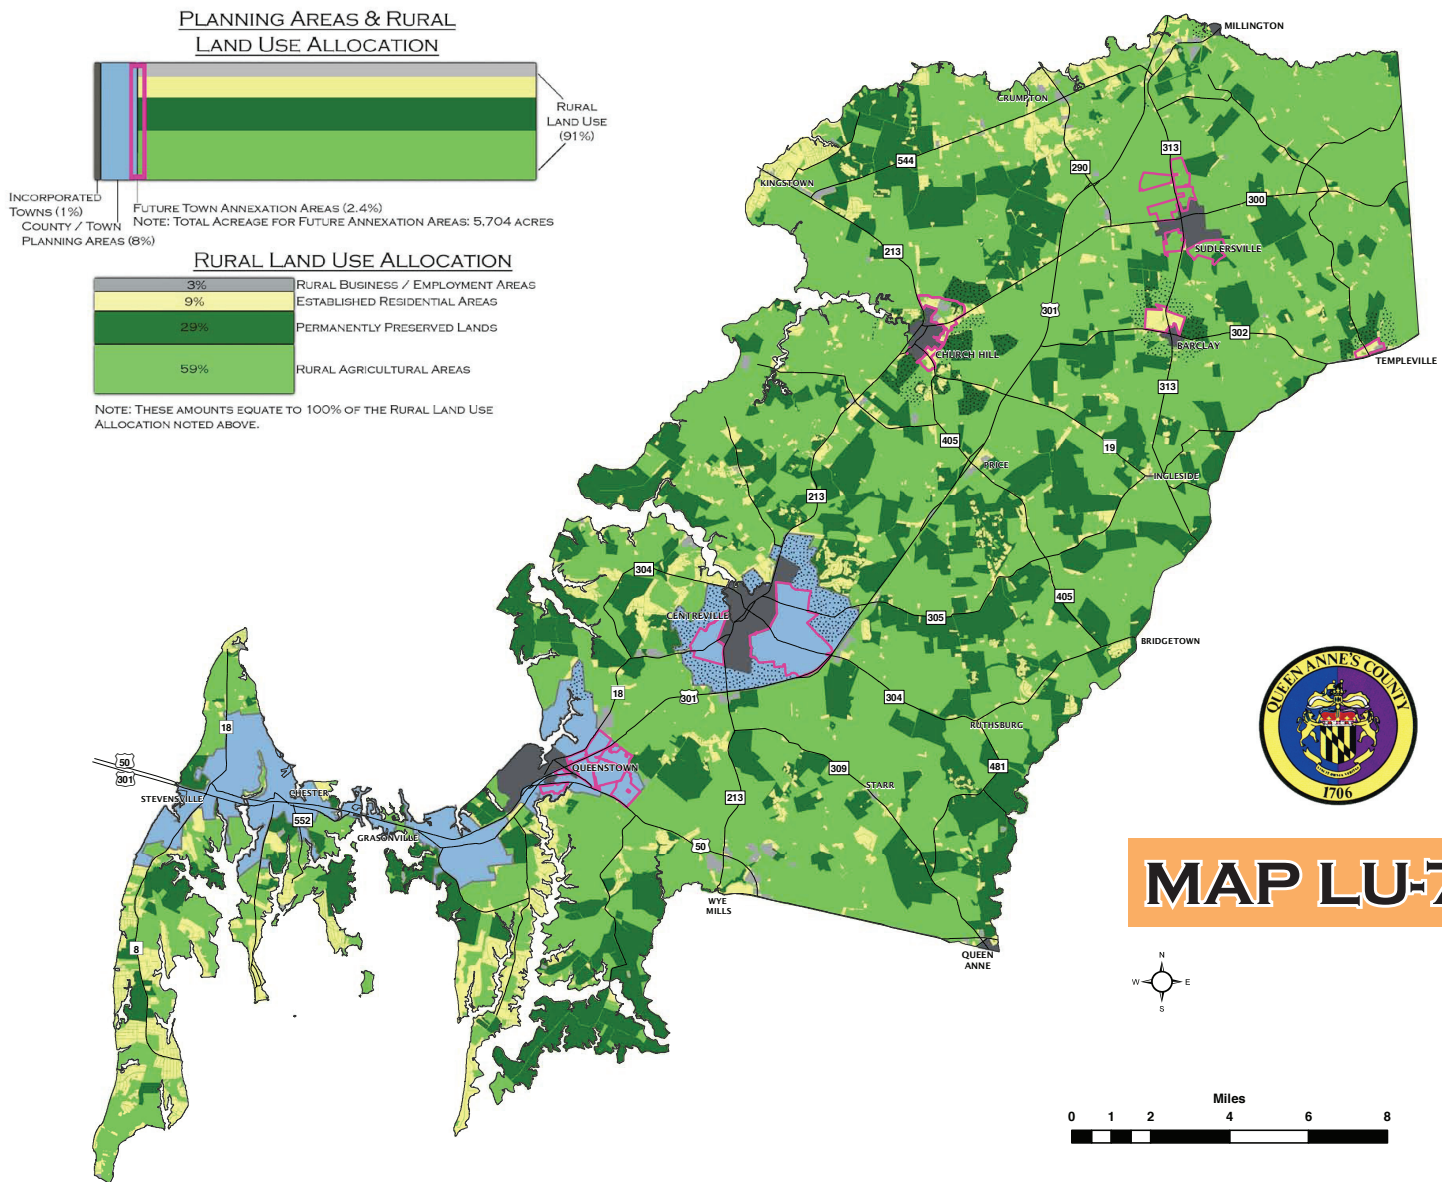 PLANNING AREAS & RURAL
LAND USE ALLOCATION
RURAL
LAND USE
(91%)
INCORPORATED
TOWNS (1%)
COUNTY / TOWN
PLANNING AREAS (8%)
FUTURE TOWN ANNEXATION AREAS (2.4%)
NOTE: TOTAL ACREAGE FOR FUTURE ANNEXATION AREAS: 5,704 ACRES
RURAL LAND USE ALLOCATION
3% RURAL BUSINESS / EMPLOYMENT AREAS
9% ESTABLISHED RESIDENTIAL AREAS
29% PERMANENTLY PRESERVED LANDS
59% RURAL AGRICULTURAL AREAS
NOTE: THESE AMOUNTS EQUATE TO 100% OF THE RURAL LAND USE
ALLOCATION NOTED ABOVE.
MILLINGTON
CRUMPTON
313
544
290
KINGSTOWN
300
213
SUDLERSVILLE
301
302
CHURCH HILL
BARCLAY
TEMPLEVILLE
313
405
19
PRICE
INGLESIDE
213
304
405
CENTREVILLE
305
BRIDGETOWN
18
301
304
18
RUTHSBURG
50
301
QUEENSTOWN
309
481
STARR
STEVENSVILLE
CHESTER
213
552
GRASONVILLE
50
WYE
MILLS
8
QUEEN
ANNE
QUEEN ANNE'S COUNTY
1706
MAP LU-7
N
W E
S
Miles
0 1 2 4 6 8